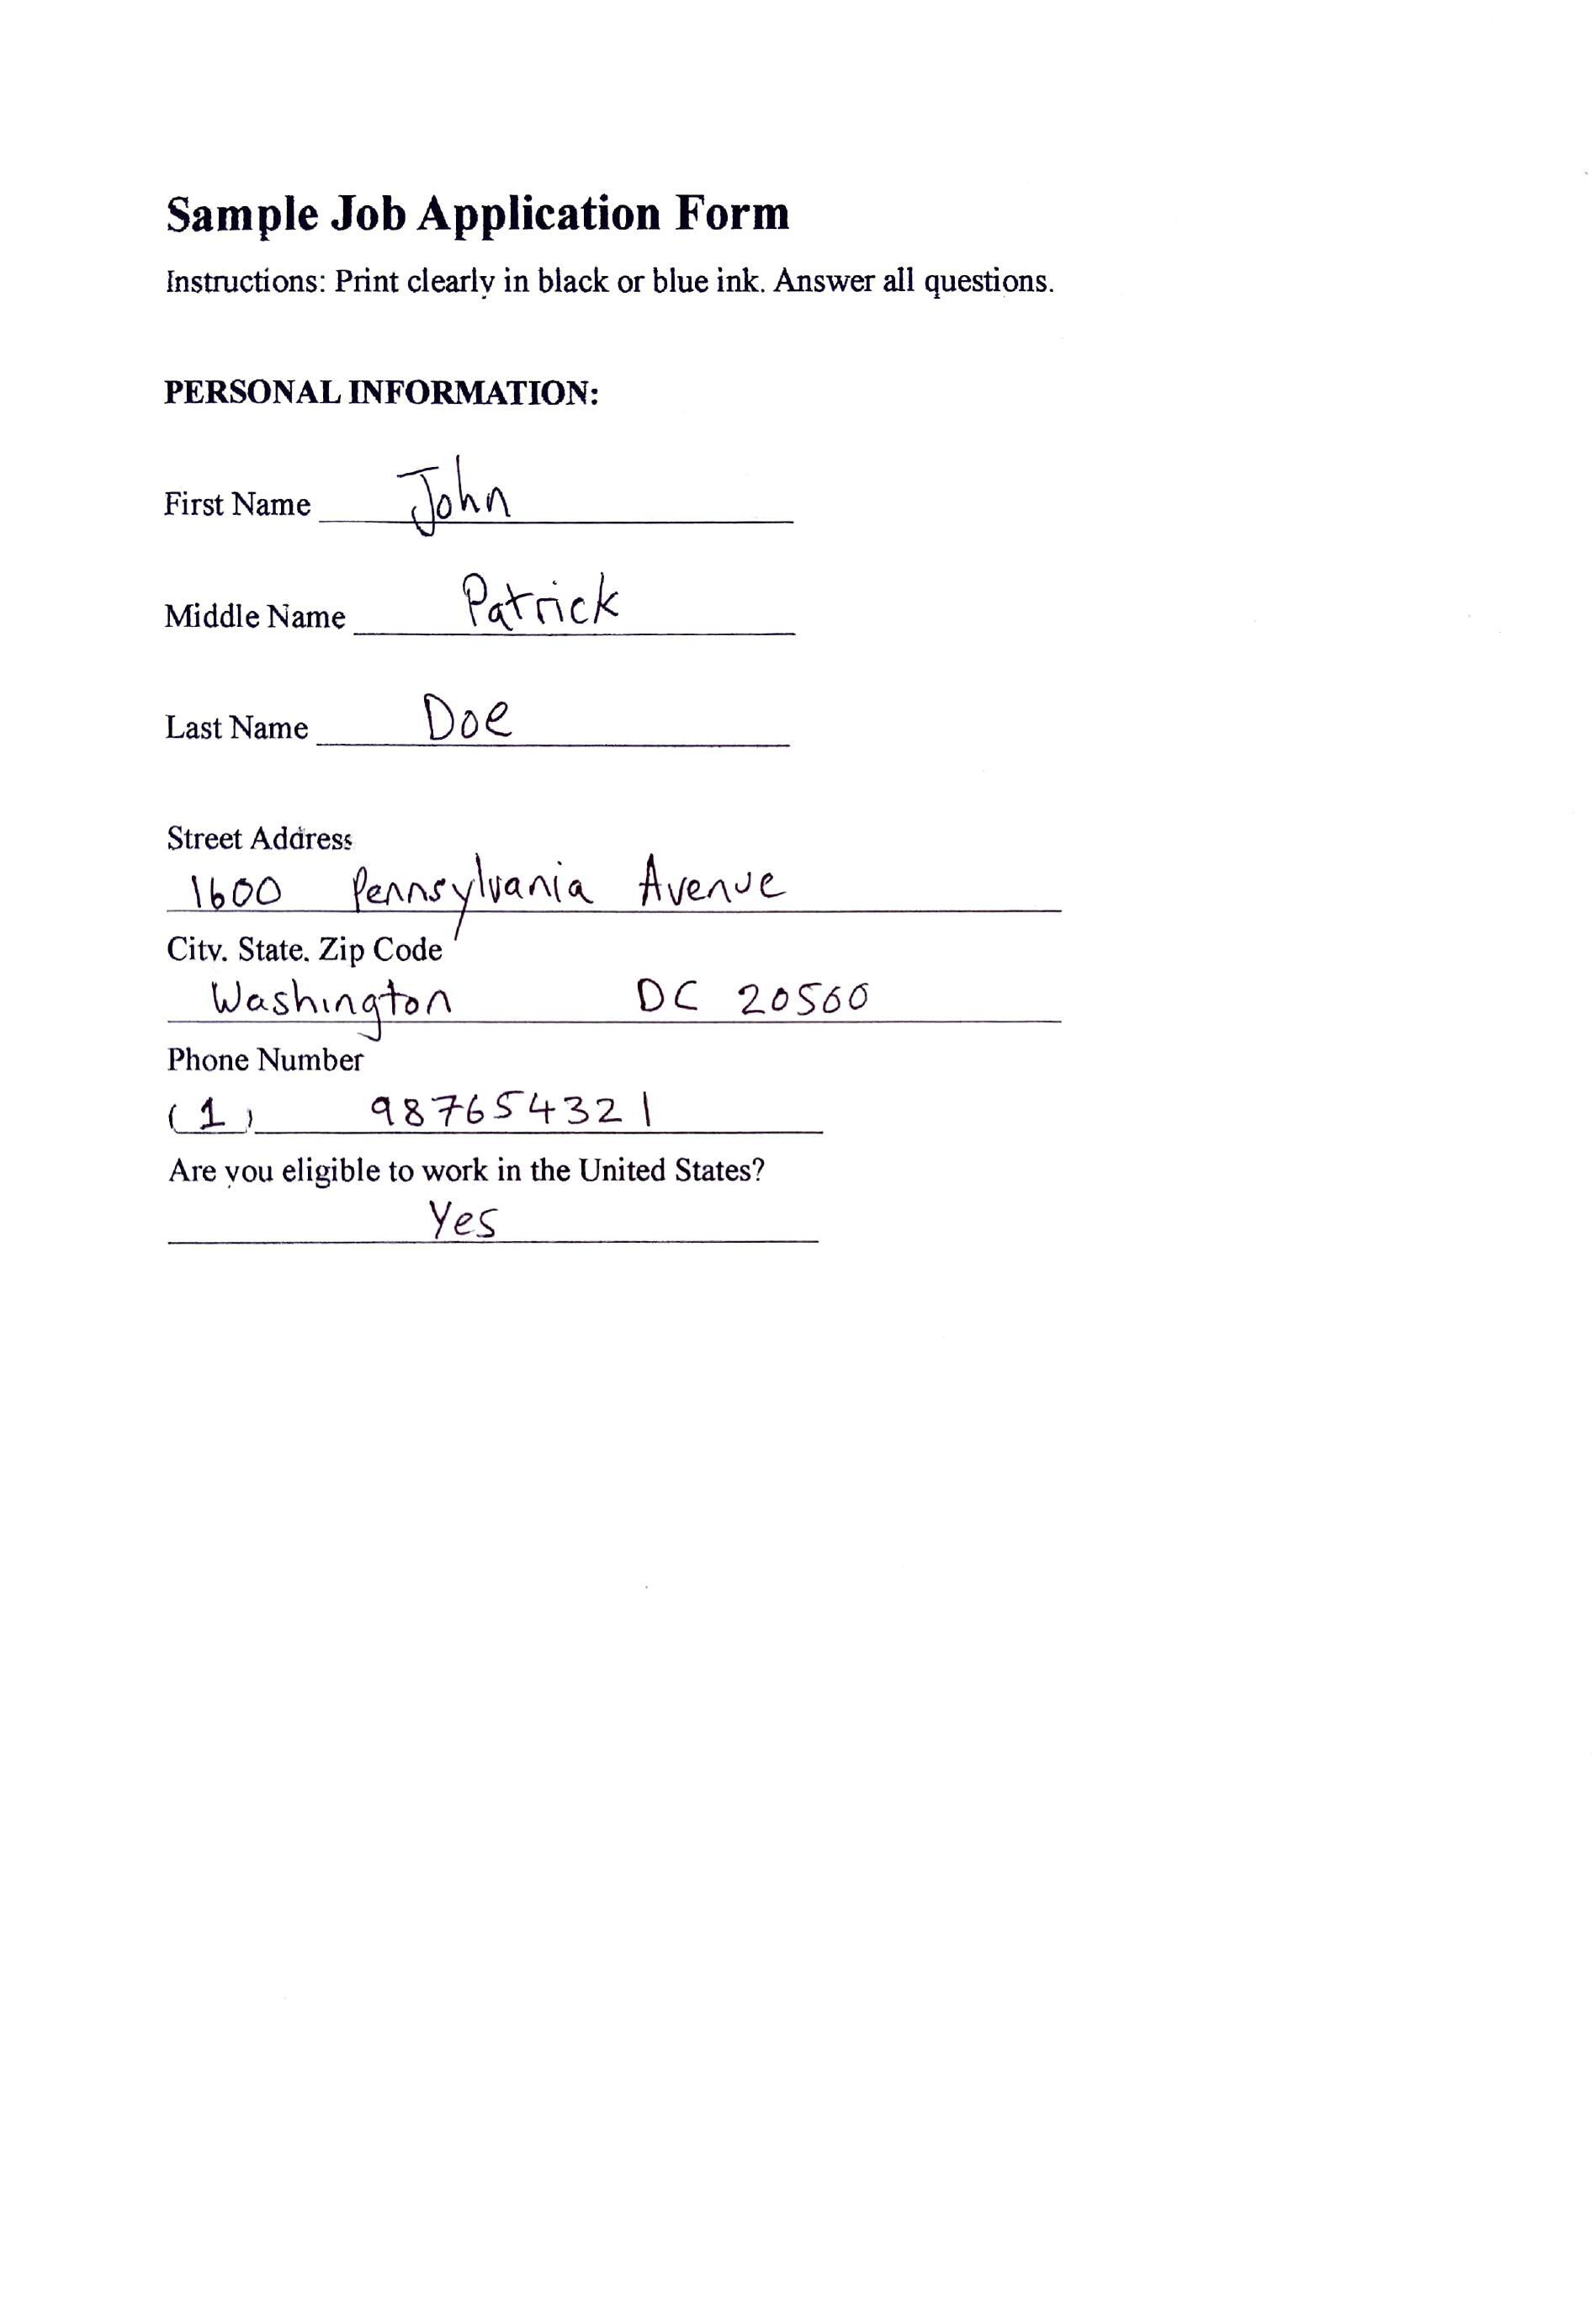 Sample Job Application Form
Instructions: Print clearly in black or blue ink. Answer all questions.
PERSONAL INFORMATION:
First Name John
Middle Name Patrick
Last Name Doe
Street Address
1600 Pennsylvania Avenue
City, State, Zip Code
Washington DC 20500
Phone Number
(1) 987654321
Are you eligible to work in the United States?
Yes